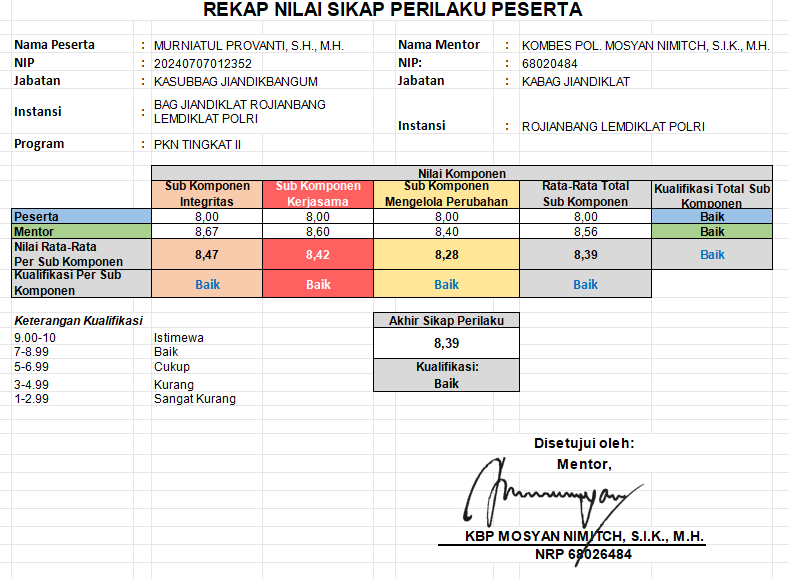 REKAP NILAI SIKAP PERILAKU PESERTA
Nama Peserta : MURNIATUL PROVANTI, S.H., M.H. Nama Mentor : KOMBES POL. MOSYAN NIMITCH, S.I.K., M.H.
NIP : 20240707012352 NIP: : 68020484
Jabatan : KASUBBAG JIANDIKBANGUM Jabatan : KABAG JIANDIKLAT
Instansi : BAG JIANDIKLAT ROJIANBANG
LEMDIKLAT POLRI
Instansi : ROJIANBANG LEMDIKLAT POLRI
Program : PKN TINGKAT II
Nilai Komponen
Sub Komponen Integritas Sub Komponen Kerjasama Sub Komponen Mengelola Perubahan Rata-Rata Total Sub Komponen Kualifikasi Total Sub Komponen
Peserta 8,00 8,00 8,00 8,00 Baik
Mentor 8,67 8,60 8,40 8,56 Baik
Nilai Rata-Rata Per Sub Komponen 8,47 8,42 8,28 8,39 Baik
Kualifikasi Per Sub Komponen Baik Baik Baik Baik
Keterangan Kualifikasi Akhir Sikap Perilaku
9.00-10 Istimewa 8,39
7-8.99 Baik
5-6.99 Cukup Kualifikasi:
3-4.99 Kurang Baik
1-2.99 Sangat Kurang
Disetujui oleh:
Mentor,
KBP MOSYAN NIMITCH, S.I.K., M.H.
NRP 68026484